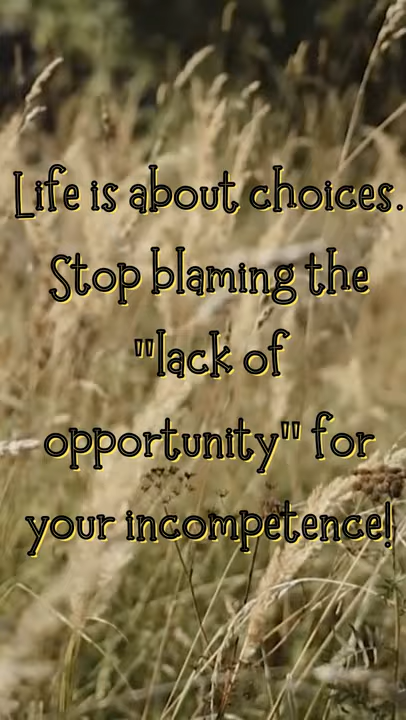 Life is about choices.
Stop blaming the
"lack of
opportunity" for
your incompetence!